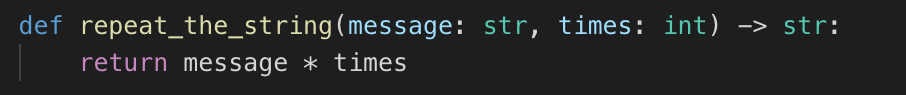 def repeat_the_string(message: str, times: int) -> str:
    return message * times